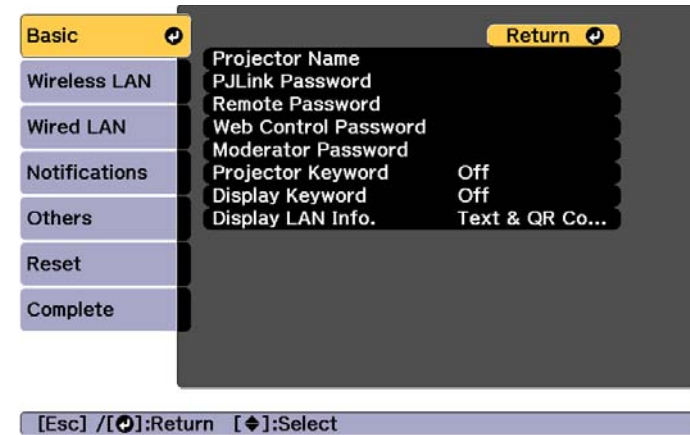 Basic
Wireless LAN
Wired LAN
Notifications
Others
Reset
Complete
Return
Projector Name
PJLink Password
Remote Password
Web Control Password
Moderator Password
Projector Keyword Off
Display Keyword Off
Display LAN Info. Text & QR Co...
[Esc] /[⏎]:Return [◆]:Select